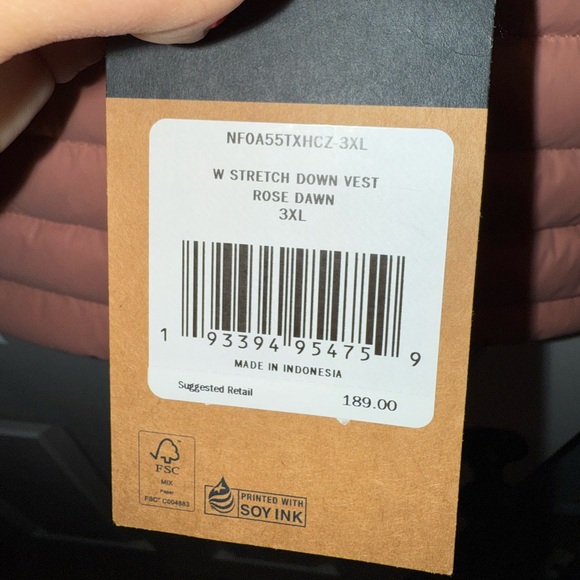 NF0A55TXHCZ-3XL
W STRETCH DOWN VEST
ROSE DAWN
3XL
1 93394 95475 9
MADE IN INDONESIA
Suggested Retail 189.00
FSC
MIX
Paper
FSC® C004883
PRINTED WITH
SOY INK